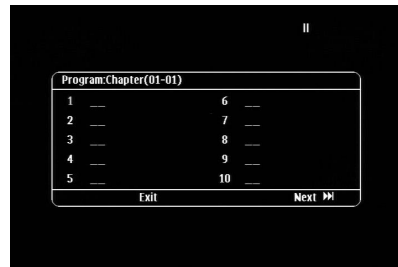 Program:Chapter(01-01)
1 __ 6 __
2 __ 7 __
3 __ 8 __
4 __ 9 __
5 __ 10 __
Exit Next